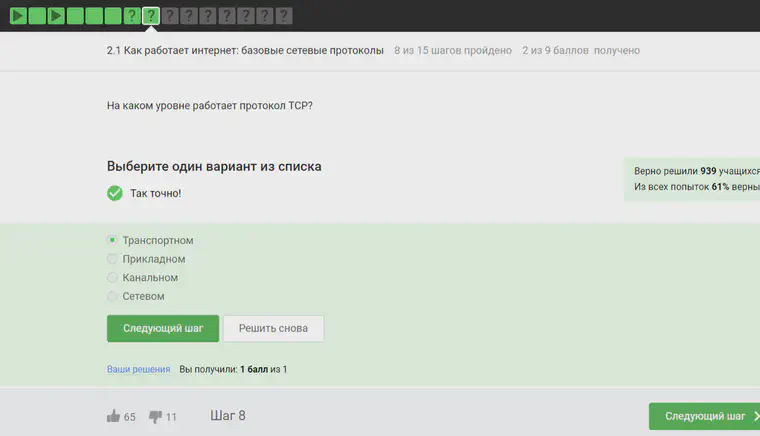 2.1 Как работает интернет: базовые сетевые протоколы 8 из 15 шагов пройдено 2 из 9 баллов получено
На каком уровне работает протокол TCP?
Выберите один вариант из списка
Верно решили 939 учащихся
Так точно!
Из всех попыток 61% верны
Транспортном
Прикладном
Канальном
Сетевом
Следующий шаг Решить снова
Ваши решения Вы получили: 1 балл из 1
65 11 Шаг 8 Следующий шаг